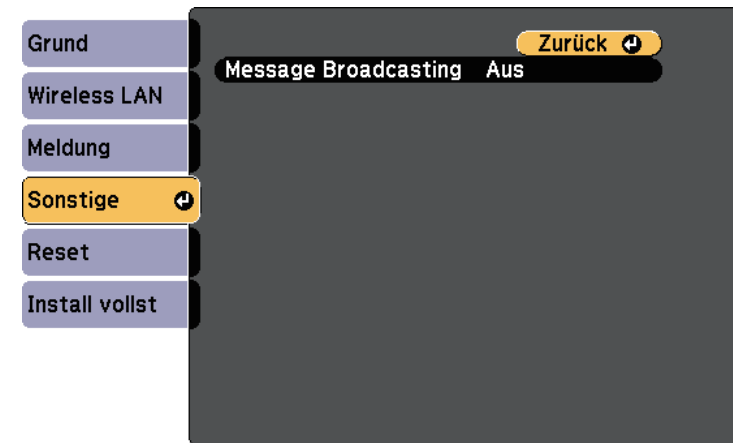 Grund
Wireless LAN
Meldung
Sonstige
Reset
Install vollst
Zurück
Message Broadcasting Aus